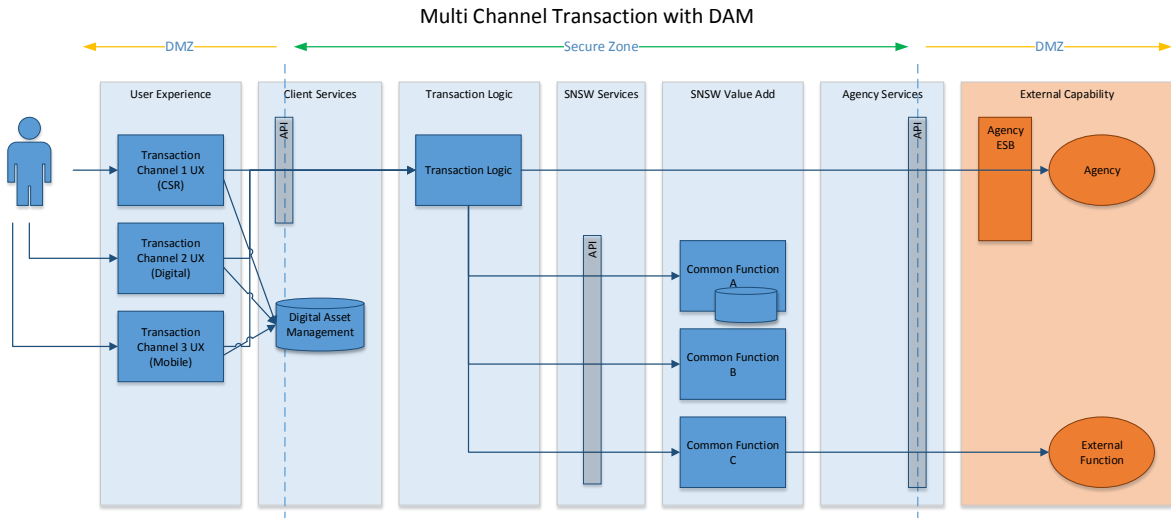 Multi Channel Transaction with DAM
DMZ
Secure Zone
DMZ
User Experience
Client Services
Transaction Logic
SNSW Services
SNSW Value Add
Agency Services
External Capability
Transaction
Channel 1 UX
(CSR)
Transaction
Channel 2 UX
(Digital)
Transaction
Channel 3 UX
(Mobile)
API
Digital Asset
Management
Transaction Logic
API
Common Function
A
Common Function
B
Common Function
C
API
Agency
ESB
Agency
External
Function